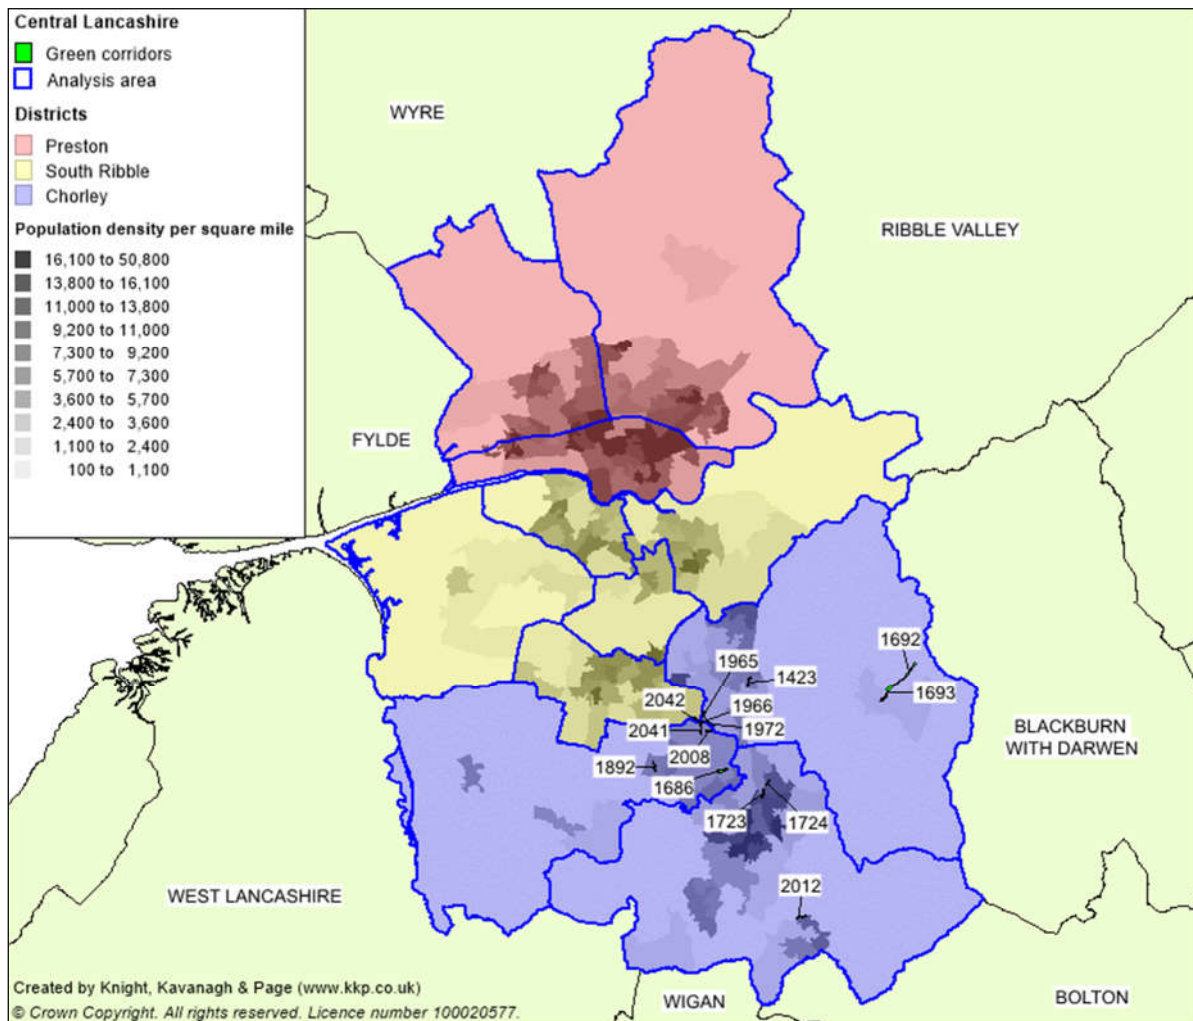 Central Lancashire
Green corridors
Analysis area
Districts
Preston
South Ribble
Chorley
Population density per square mile
16,100 to 50,800
13,800 to 16,100
11,000 to 13,800
9,200 to 11,000
7,300 to 9,200
5,700 to 7,300
3,600 to 5,700
2,400 to 3,600
1,100 to 2,400
100 to 1,100
WYRE
RIBBLE VALLEY
FYLDE
1692
1965
1423
1693
2042
1966
2041
1972
BLACKBURN
WITH DARWEN
2008
1892
1686
1723
1724
WEST LANCASHIRE
2012
Created by Knight, Kavanagh & Page (www.kkp.co.uk)
WIGAN
BOLTON
© Crown Copyright. All rights reserved. Licence number 100020577.